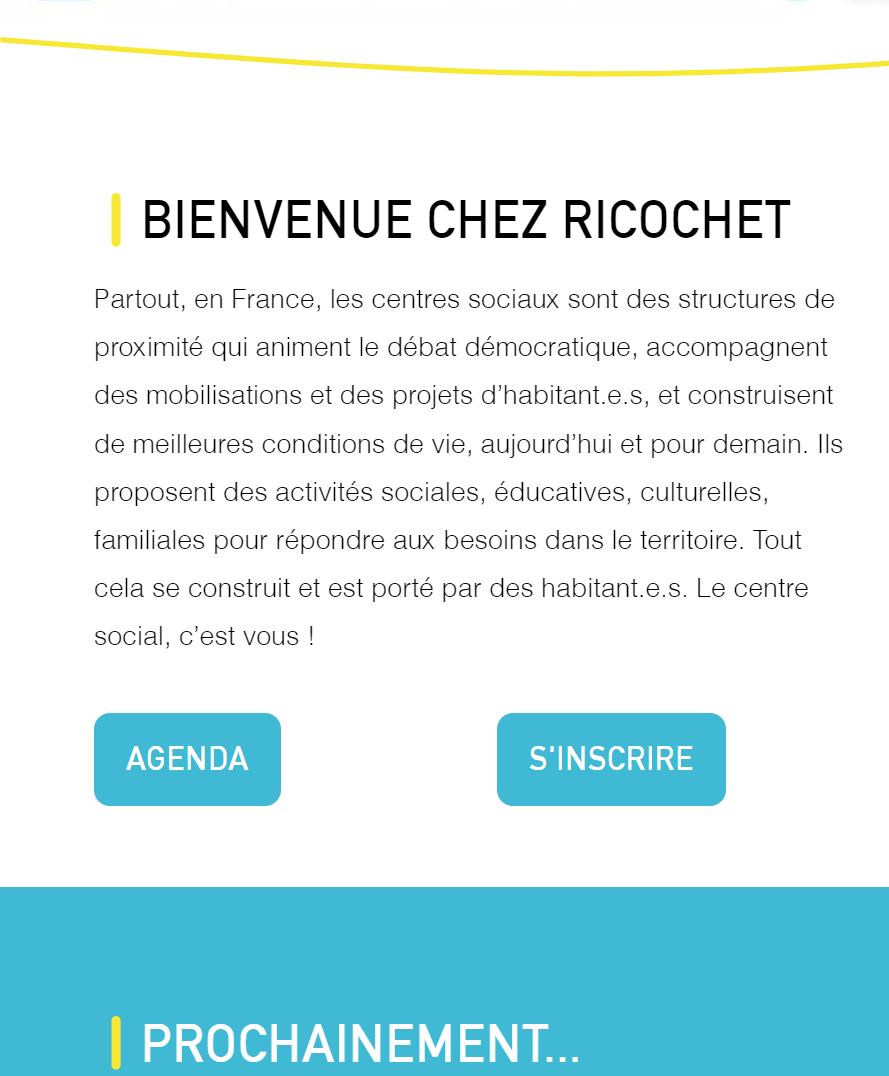 BIENVENUE CHEZ RICOCHET
Partout, en France, les centres sociaux sont des structures de
proximité qui animent le débat démocratique, accompagnent
des mobilisations et des projets d’habitant.e.s, et construisent
de meilleures conditions de vie, aujourd’hui et pour demain. Ils
proposent des activités sociales, éducatives, culturelles,
familiales pour répondre aux besoins dans le territoire. Tout
cela se construit et est porté par des habitant.e.s. Le centre
social, c’est vous !
AGENDA
S'INSCRIRE
PROCHAINEMENT...